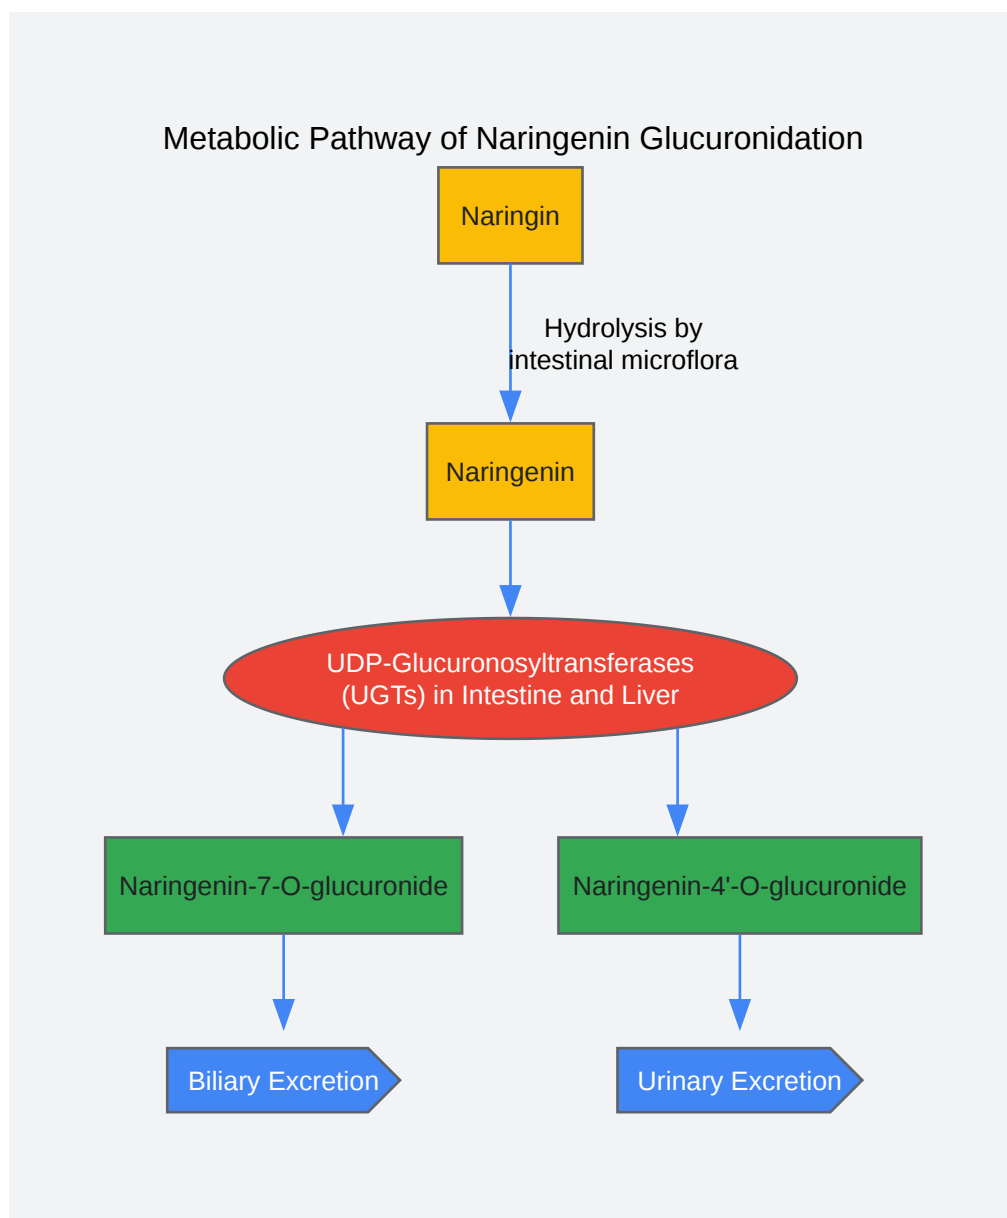 Metabolic Pathway of Naringenin Glucuronidation
Naringin
Hydrolysis by
intestinal microflora
Naringenin
UDP-Glucuronosyltransferases
(UGTs) in Intestine and Liver
Naringenin-7-O-glucuronide
Naringenin-4'-O-glucuronide
Biliary Excretion
Urinary Excretion